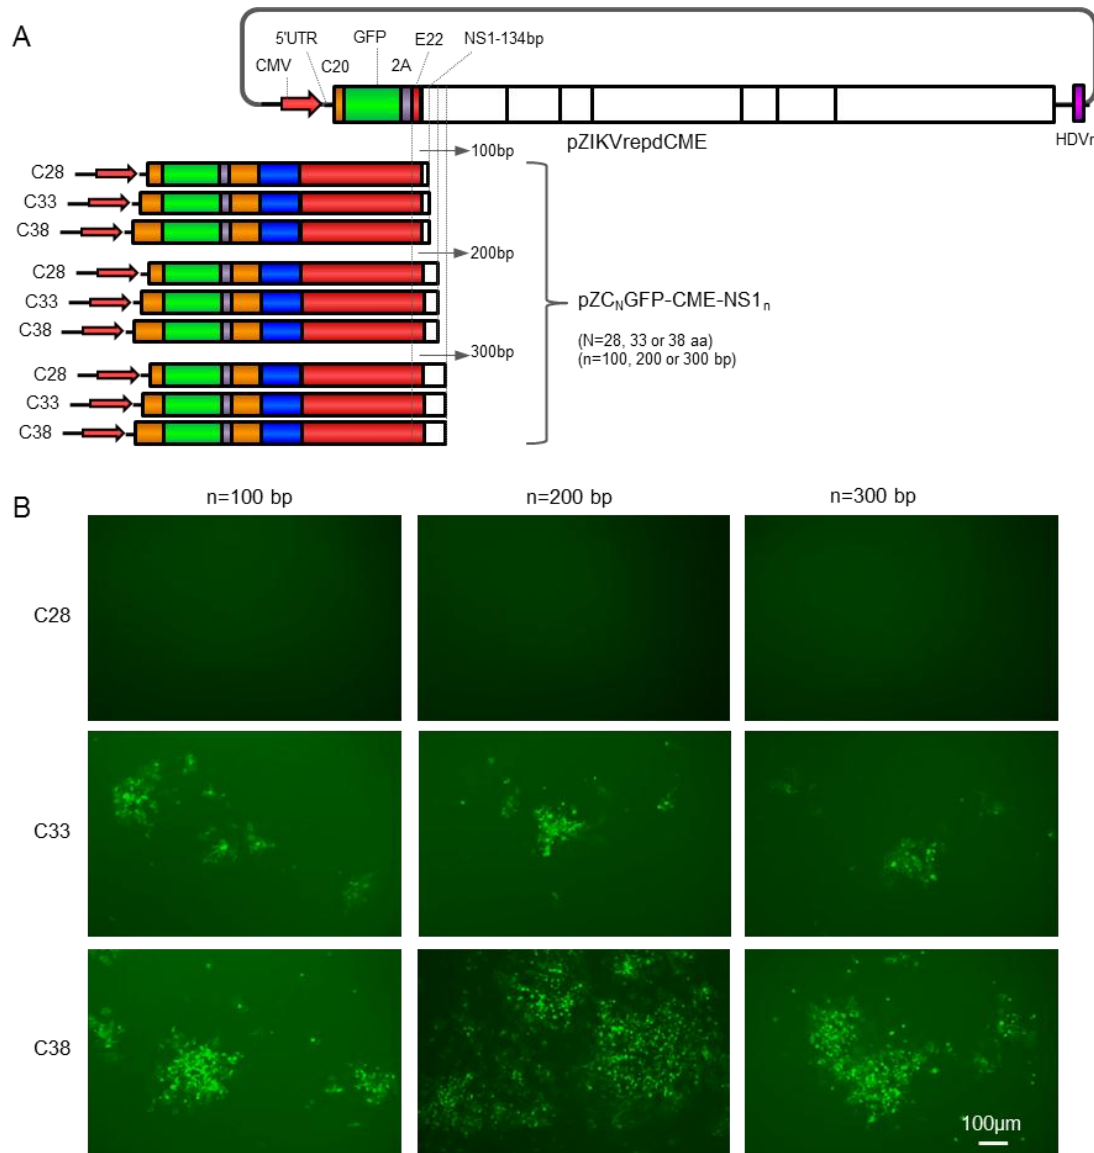 A
5'UTR
GFP
E22
NS1-134bp
CMV
C20
2A
pZIKVrepdCME
HDVr
100bp
C28
C33
C38
200bp
C28
C33
C38
pZCNGFP-CME-NS1n
(N=28, 33 or 38 aa)
(n=100, 200 or 300 bp)
300bp
C28
C33
C38
B
n=100 bp
n=200 bp
n=300 bp
C28
C33
C38
100µm